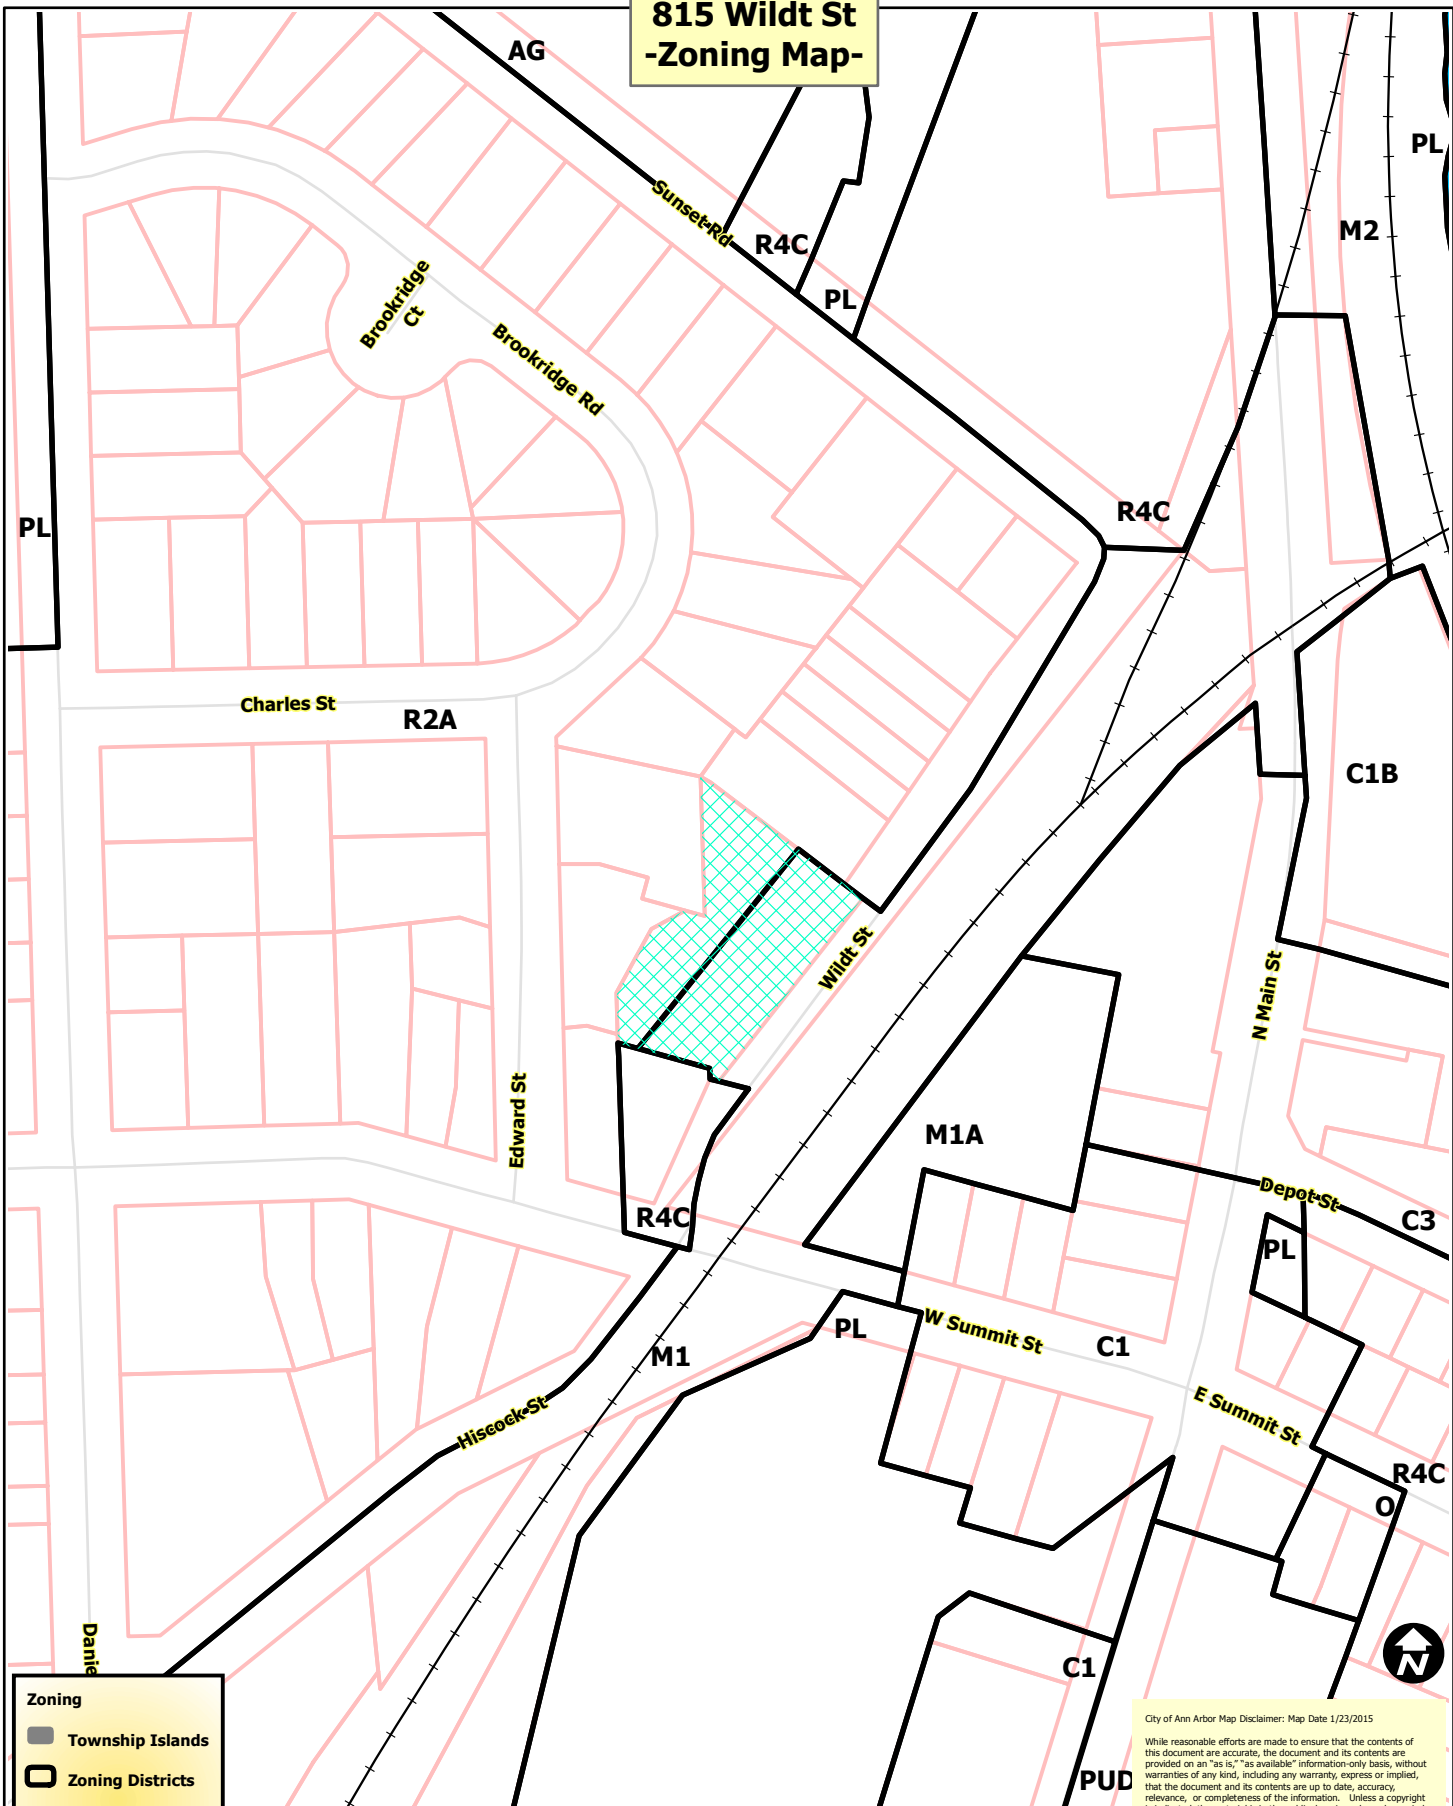 815 Wildt St
-Zoning Map-
AG
PL
M2
Sunset Rd
R4C
PL
Brookridge
Ct
Brookridge Rd
R4C
PL
Charles St
R2A
C1B
Wildt St
N Main St
Edward St
M1A
Depot St
C3
R4C
PL
PL
W Summit St
C1
M1
E Summit St
Hiscock St
R4C
O
Danie
C1
PUD
N
Zoning
Township Islands
Zoning Districts
City of Ann Arbor Map Disclaimer: Map Date 1/23/2015
While reasonable efforts are made to ensure that the contents of
this document are accurate, the document and its contents are
provided on an "as is," "as available" information-only basis, without
warranties of any kind, including any warranty, express or implied,
that the document and its contents are up to date, accuracy,
relevance, or completeness of the information. Unless a copyright